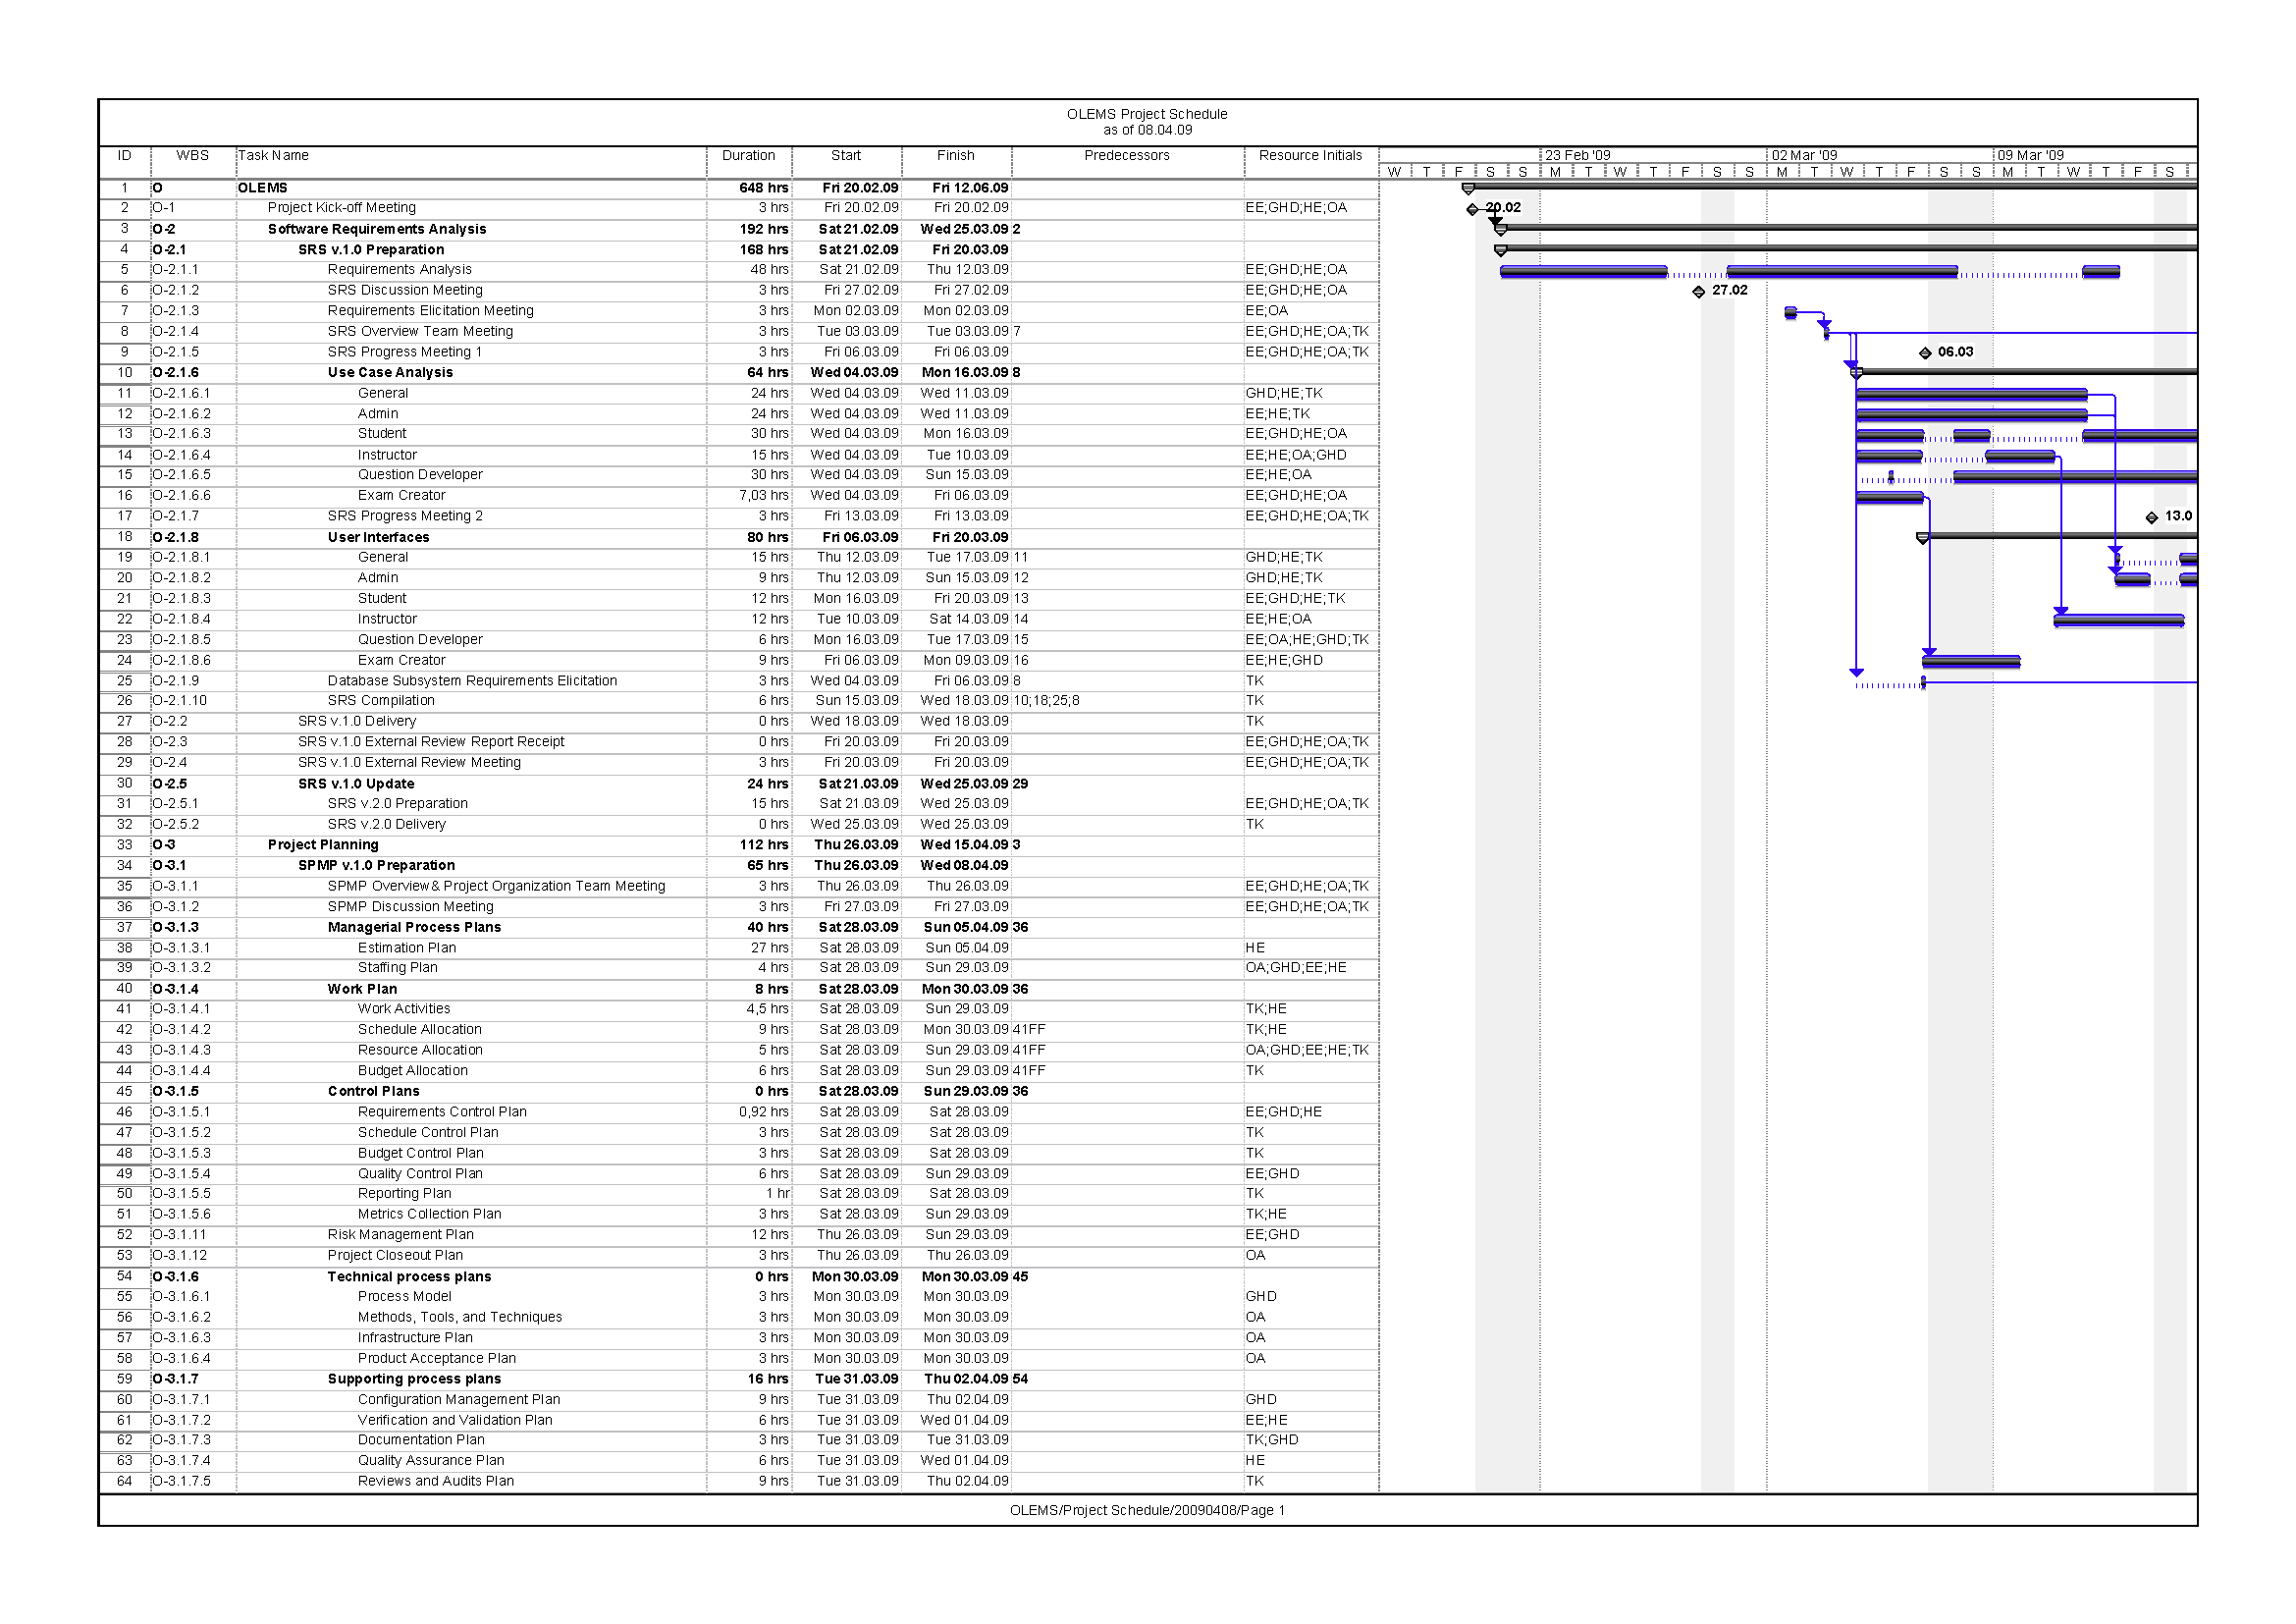 OLEMS Project Schedule
as of 08.04.09
ID WBS Task Name Duration Start Finish Predecessors Resource Initials 23 Feb '09 02 Mar '09 09 Mar '09
W T F S S M T W T F S S M T W T F S S M T W T F S
1 O OLEMS 648 hrs Fri 20.02.09 Fri 12.06.09
2 O-1 Project Kick-off Meeting 3 hrs Fri 20.02.09 Fri 20.02.09 EE;GHD;HE;OA 20.02
3 O-2 Software Requirements Analysis 192 hrs Sat 21.02.09 Wed 25.03.09 2
4 O-2.1 SRS v.1.0 Preparation 168 hrs Sat 21.02.09 Fri 20.03.09
5 O-2.1.1 Requirements Analysis 48 hrs Sat 21.02.09 Thu 12.03.09 EE;GHD;HE;OA
6 O-2.1.2 SRS Discussion Meeting 3 hrs Fri 27.02.09 Fri 27.02.09 EE;GHD;HE;OA 27.02
7 O-2.1.3 Requirements Elicitation Meeting 3 hrs Mon 02.03.09 Mon 02.03.09 EE;OA
8 O-2.1.4 SRS Overview Team Meeting 3 hrs Tue 03.03.09 Tue 03.03.09 7 EE;GHD;HE;OA;TK
9 O-2.1.5 SRS Progress Meeting 1 3 hrs Fri 06.03.09 Fri 06.03.09 EE;GHD;HE;OA;TK 06.03
10 O-2.1.6 Use Case Analysis 64 hrs Wed 04.03.09 Mon 16.03.09 8
11 O-2.1.6.1 General 24 hrs Wed 04.03.09 Wed 11.03.09 GHD;HE;TK
12 O-2.1.6.2 Admin 24 hrs Wed 04.03.09 Wed 11.03.09 EE;HE;TK
13 O-2.1.6.3 Student 30 hrs Wed 04.03.09 Mon 16.03.09 EE;GHD;HE;OA
14 O-2.1.6.4 Instructor 15 hrs Wed 04.03.09 Tue 10.03.09 EE;HE;OA;GHD
15 O-2.1.6.5 Question Developer 30 hrs Wed 04.03.09 Sun 15.03.09 EE;HE;OA
16 O-2.1.6.6 Exam Creator 7,03 hrs Wed 04.03.09 Fri 06.03.09 EE;GHD;HE;OA
17 O-2.1.7 SRS Progress Meeting 2 3 hrs Fri 13.03.09 Fri 13.03.09 EE;GHD;HE;OA;TK 13.0
18 O-2.1.8 User Interfaces 80 hrs Fri 06.03.09 Fri 20.03.09
19 O-2.1.8.1 General 15 hrs Thu 12.03.09 Tue 17.03.09 11 GHD;HE;TK
20 O-2.1.8.2 Admin 9 hrs Thu 12.03.09 Sun 15.03.09 12 GHD;HE;TK
21 O-2.1.8.3 Student 12 hrs Mon 16.03.09 Fri 20.03.09 13 EE;GHD;HE;TK
22 O-2.1.8.4 Instructor 12 hrs Tue 10.03.09 Sat 14.03.09 14 EE;HE;OA
23 O-2.1.8.5 Question Developer 6 hrs Mon 16.03.09 Tue 17.03.09 15 EE;OA;HE;GHD;TK
24 O-2.1.8.6 Exam Creator 9 hrs Fri 06.03.09 Mon 09.03.09 16 EE;HE;GHD
25 O-2.1.9 Database Subsystem Requirements Elicitation 3 hrs Wed 04.03.09 Fri 06.03.09 8 TK
26 O-2.1.10 SRS Compilation 6 hrs Sun 15.03.09 Wed 18.03.09 10;18;25;8 TK
27 O-2.2 SRS v.1.0 Delivery 0 hrs Wed 18.03.09 Wed 18.03.09 TK
28 O-2.3 SRS v.1.0 External Review Report Receipt 0 hrs Fri 20.03.09 Fri 20.03.09 EE;GHD;HE;OA;TK
29 O-2.4 SRS v.1.0 External Review Meeting 3 hrs Fri 20.03.09 Fri 20.03.09 EE;GHD;HE;OA;TK
30 O-2.5 SRS v.1.0 Update 24 hrs Sat 21.03.09 Wed 25.03.09 29
31 O-2.5.1 SRS v.2.0 Preparation 15 hrs Sat 21.03.09 Wed 25.03.09 EE;GHD;HE;OA;TK
32 O-2.5.2 SRS v.2.0 Delivery 0 hrs Wed 25.03.09 Wed 25.03.09 TK
33 O-3 Project Planning 112 hrs Thu 26.03.09 Wed 15.04.09 3
34 O-3.1 SPMP v.1.0 Preparation 65 hrs Thu 26.03.09 Wed 08.04.09
35 O-3.1.1 SPMP Overview & Project Organization Team Meeting 3 hrs Thu 26.03.09 Thu 26.03.09 EE;GHD;HE;OA;TK
36 O-3.1.2 SPMP Discussion Meeting 3 hrs Fri 27.03.09 Fri 27.03.09 EE;GHD;HE;OA;TK
37 O-3.1.3 Managerial Process Plans 40 hrs Sat 28.03.09 Sun 05.04.09 36
38 O-3.1.3.1 Estimation Plan 27 hrs Sat 28.03.09 Sun 05.04.09 HE
39 O-3.1.3.2 Staffing Plan 4 hrs Sat 28.03.09 Sun 29.03.09 OA;GHD;EE;HE
40 O-3.1.4 Work Plan 8 hrs Sat 28.03.09 Mon 30.03.09 36
41 O-3.1.4.1 Work Activities 4,5 hrs Sat 28.03.09 Sun 29.03.09 TK;HE
42 O-3.1.4.2 Schedule Allocation 9 hrs Sat 28.03.09 Mon 30.03.09 41FF TK;HE
43 O-3.1.4.3 Resource Allocation 5 hrs Sat 28.03.09 Sun 29.03.09 41FF OA;GHD;EE;HE;TK
44 O-3.1.4.4 Budget Allocation 6 hrs Sat 28.03.09 Sun 29.03.09 41FF TK
45 O-3.1.5 Control Plans 0 hrs Sat 28.03.09 Sun 29.03.09 36
46 O-3.1.5.1 Requirements Control Plan 0,92 hrs Sat 28.03.09 Sat 28.03.09 EE;GHD;HE
47 O-3.1.5.2 Schedule Control Plan 3 hrs Sat 28.03.09 Sat 28.03.09 TK
48 O-3.1.5.3 Budget Control Plan 3 hrs Sat 28.03.09 Sat 28.03.09 TK
49 O-3.1.5.4 Quality Control Plan 6 hrs Sat 28.03.09 Sun 29.03.09 EE;GHD
50 O-3.1.5.5 Reporting Plan 1 hr Sat 28.03.09 Sat 28.03.09 TK
51 O-3.1.5.6 Metrics Collection Plan 3 hrs Sat 28.03.09 Sun 29.03.09 TK;HE
52 O-3.1.11 Risk Management Plan 12 hrs Thu 26.03.09 Sun 29.03.09 EE;GHD
53 O-3.1.12 Project Closeout Plan 3 hrs Thu 26.03.09 Thu 26.03.09 OA
54 O-3.1.6 Technical process plans 0 hrs Mon 30.03.09 Mon 30.03.09 45
55 O-3.1.6.1 Process Model 3 hrs Mon 30.03.09 Mon 30.03.09 GHD
56 O-3.1.6.2 Methods, Tools, and Techniques 3 hrs Mon 30.03.09 Mon 30.03.09 OA
57 O-3.1.6.3 Infrastructure Plan 3 hrs Mon 30.03.09 Mon 30.03.09 OA
58 O-3.1.6.4 Product Acceptance Plan 3 hrs Mon 30.03.09 Mon 30.03.09 OA
59 O-3.1.7 Supporting process plans 16 hrs Tue 31.03.09 Thu 02.04.09 54
60 O-3.1.7.1 Configuration Management Plan 9 hrs Tue 31.03.09 Thu 02.04.09 GHD
61 O-3.1.7.2 Verification and Validation Plan 6 hrs Tue 31.03.09 Wed 01.04.09 EE;HE
62 O-3.1.7.3 Documentation Plan 3 hrs Tue 31.03.09 Tue 31.03.09 TK;GHD
63 O-3.1.7.4 Quality Assurance Plan 6 hrs Tue 31.03.09 Wed 01.04.09 HE
64 O-3.1.7.5 Reviews and Audits Plan 9 hrs Tue 31.03.09 Thu 02.04.09 TK
OLEMS/Project Schedule/20090408/Page 1